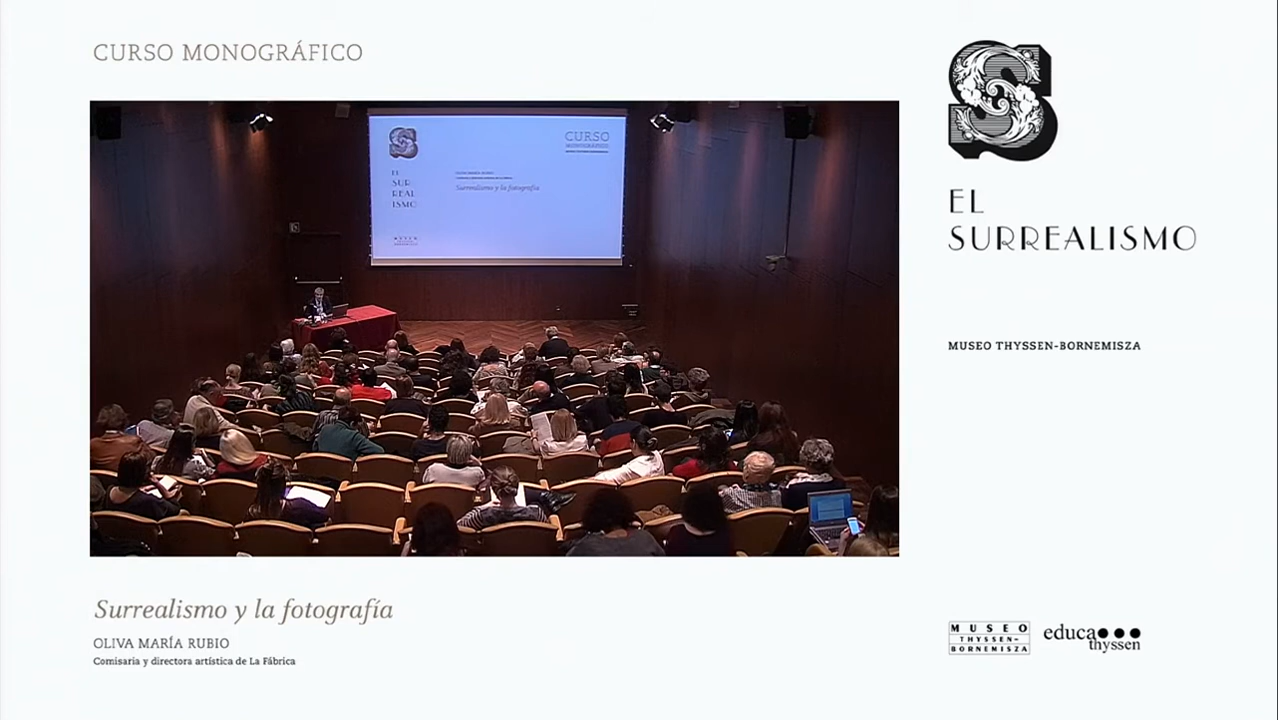 CURSO MONOGRÁFICO
CURSO
MONOGRÁFICO
EL
SUR
REAL
ISMO
Surrealismo y la fotografía
S
EL
SURREALISMO
MUSEO THYSSEN-BORNEMISZA
Surrealismo y la fotografía
OLIVA MARÍA RUBIO
Comisaria y directora artística de La Fábrica
MUSEO
THYSSEN-
BORNEMISZA
educa
thyssen